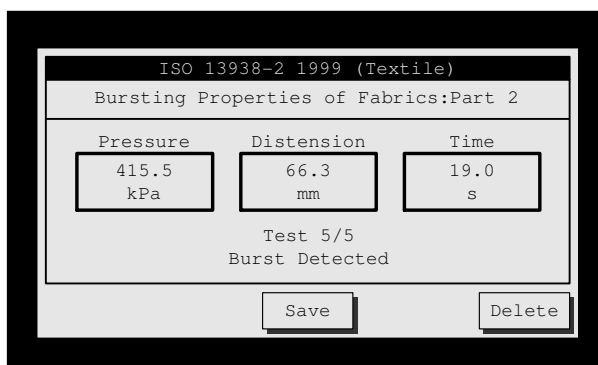 ISO 13938-2 1999 (Textile)
Bursting Properties of Fabrics:Part 2
Pressure Distension Time
415.5 66.3 19.0
kPa mm s
Test 5/5
Burst Detected
Save Delete